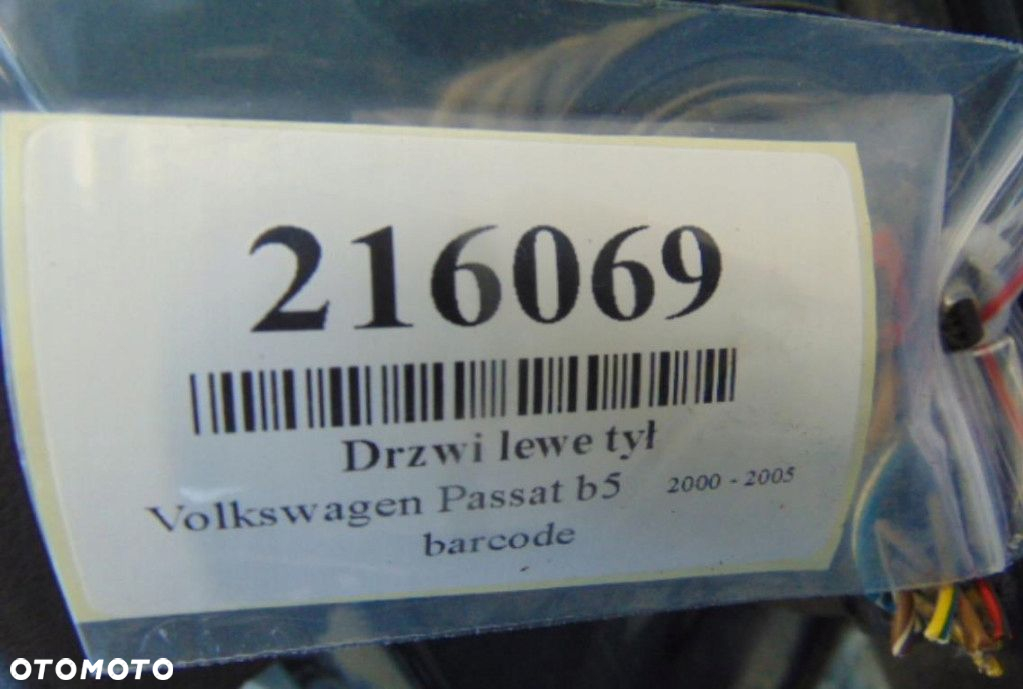 216069
Drzwi lewe tył
Volkswagen Passat b5 2000 - 2005
barcode
OTOMOTO